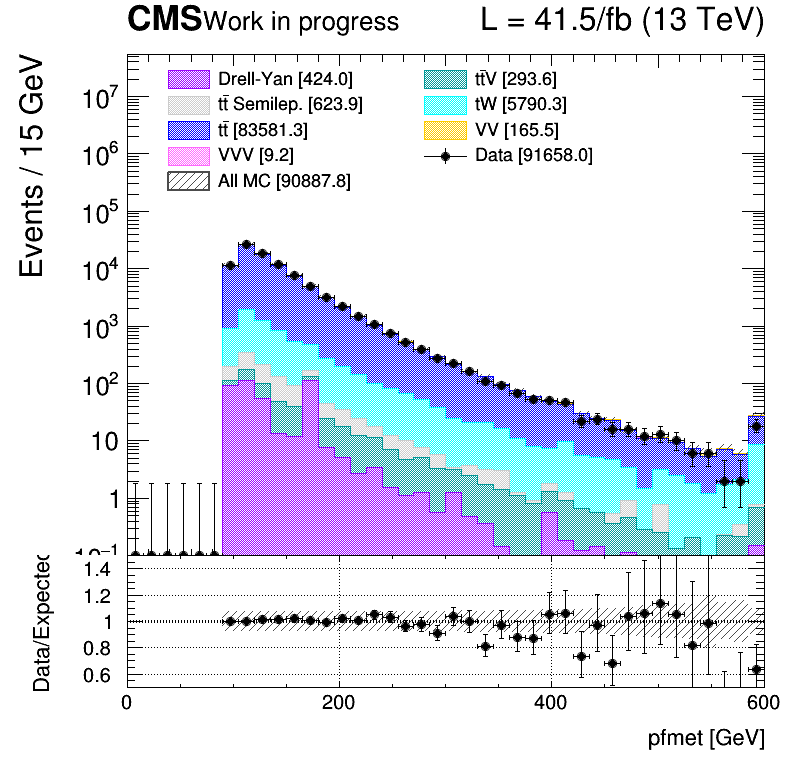 CMS Work in progress L = 41.5/fb (13 TeV)
Events / 15 GeV
Drell-Yan [424.0]
tt̄V [293.6]
tt̄ Semilep. [623.9]
tW [5790.3]
tt̄ [83581.3]
VV [165.5]
VVV [9.2]
Data [91658.0]
All MC [90887.8]
10⁷
10⁶
10⁵
10⁴
10³
10²
10
1
10⁻¹
Data/Expected
1.4
1.2
1
0.8
0.6
0 200 400 600
pfmet [GeV]